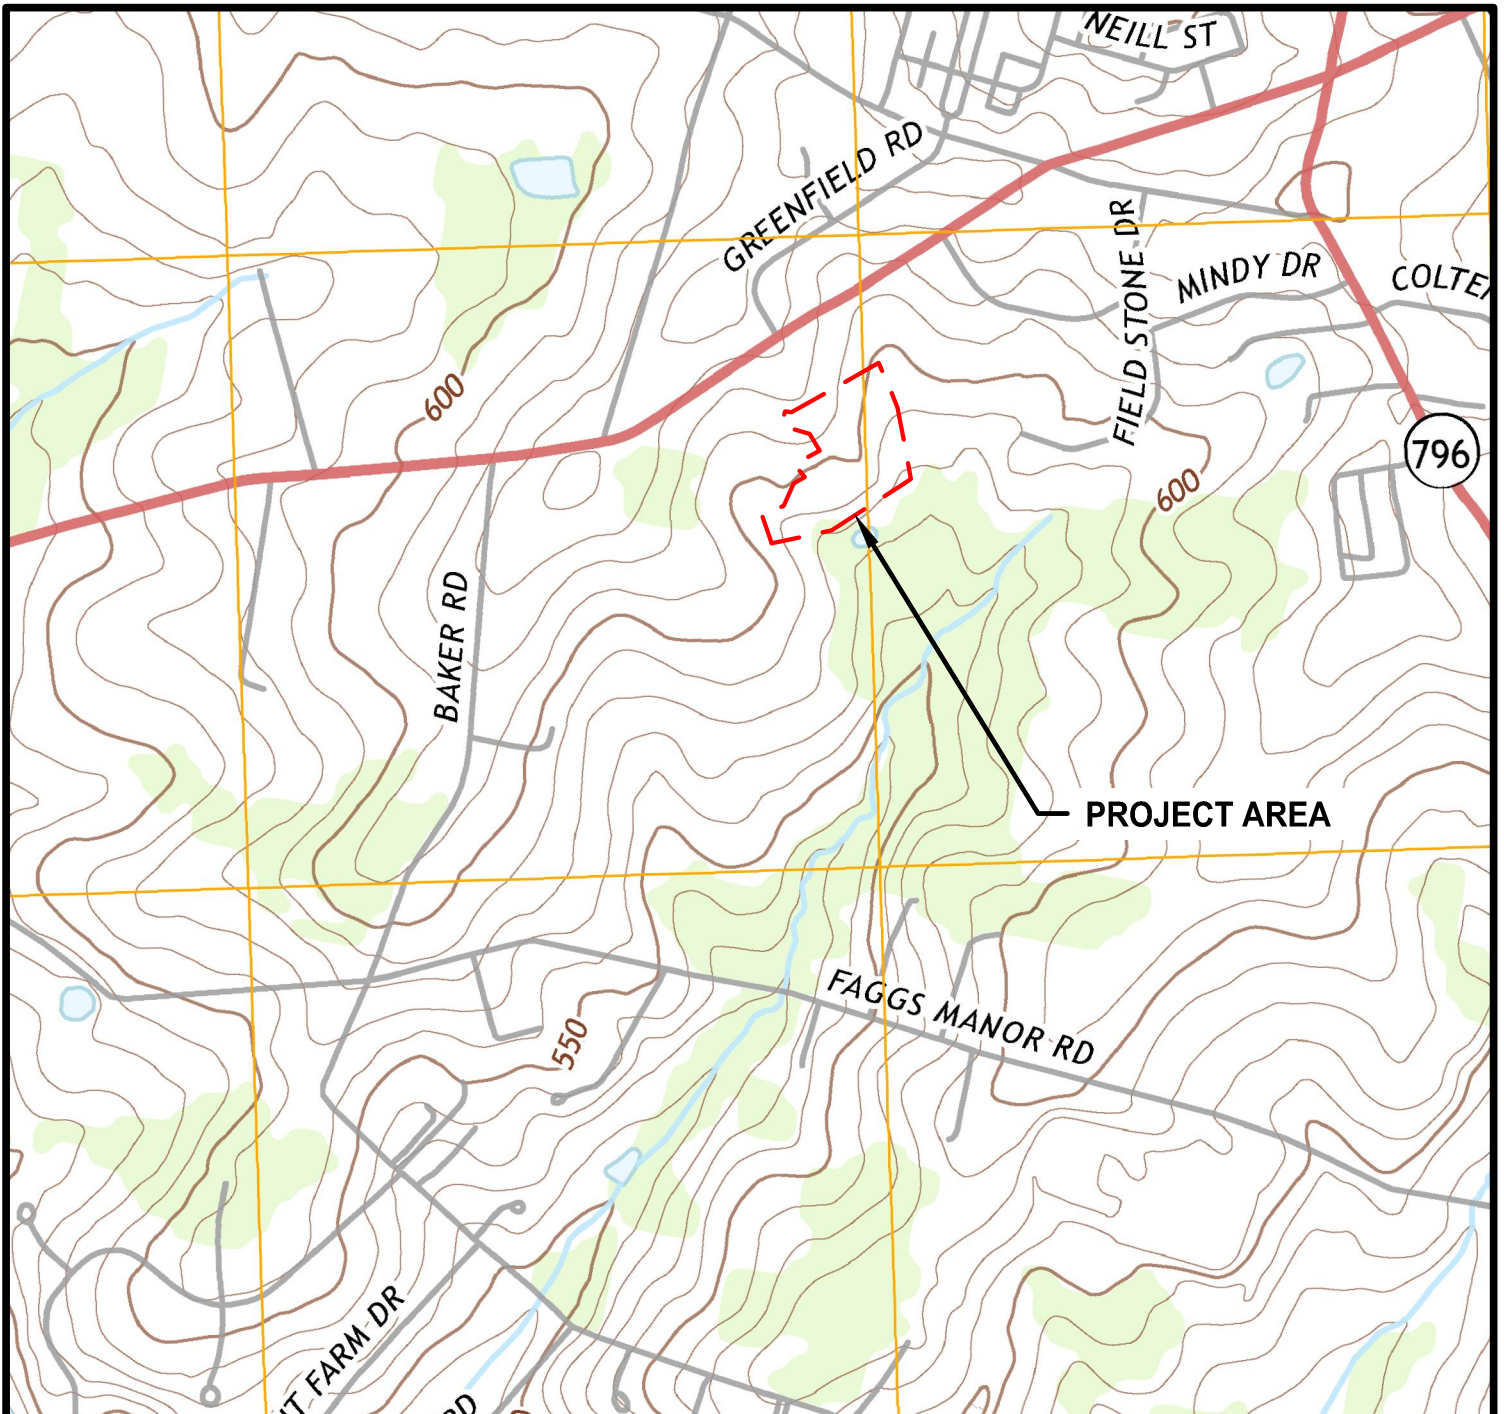 NEILL ST
GREENFIELD RD
FIELD STONE DR
MINDY DR
600
796
600
BAKER RD
PROJECT AREA
FAGGS MANOR RD
550
FARM DR
RD